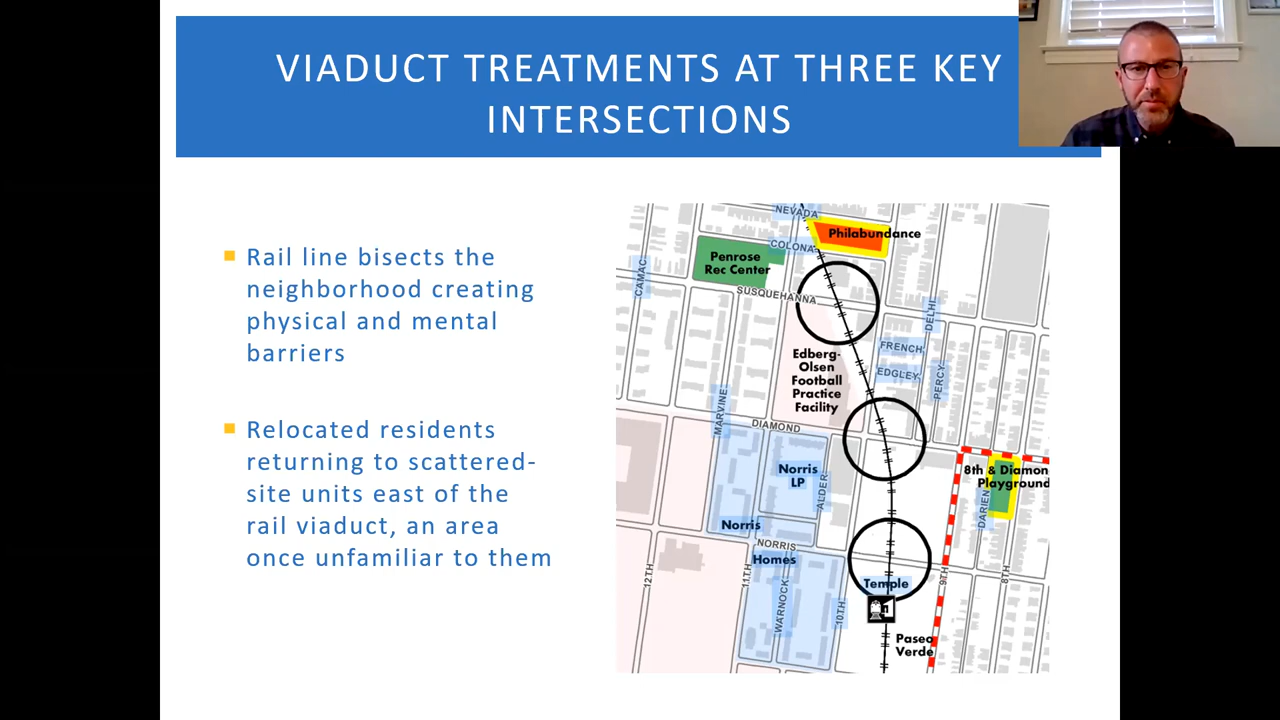 VIADUCT TREATMENTS AT THREE KEY
INTERSECTIONS
Rail line bisects the
neighborhood creating
physical and mental
barriers
Relocated residents
returning to scattered-
site units east of the
rail viaduct, an area
once unfamiliar to them
NEVADA
Philabundance
COLONA
Penrose
Rec Center
CAMAC
SUSQUEHANNA
DELHI
FRENCH
Edberg-
Olsen
Football
Practice
Facility
EDGLEY
PERCY
MARVINE
DIAMOND
Norris
LP
ALDER
8th & Diamon
Playground
DARIEN
Norris
NORRIS
Homes
12TH
11TH
WARNOCK
10TH
Temple
9TH
8TH
Paseo
Verde